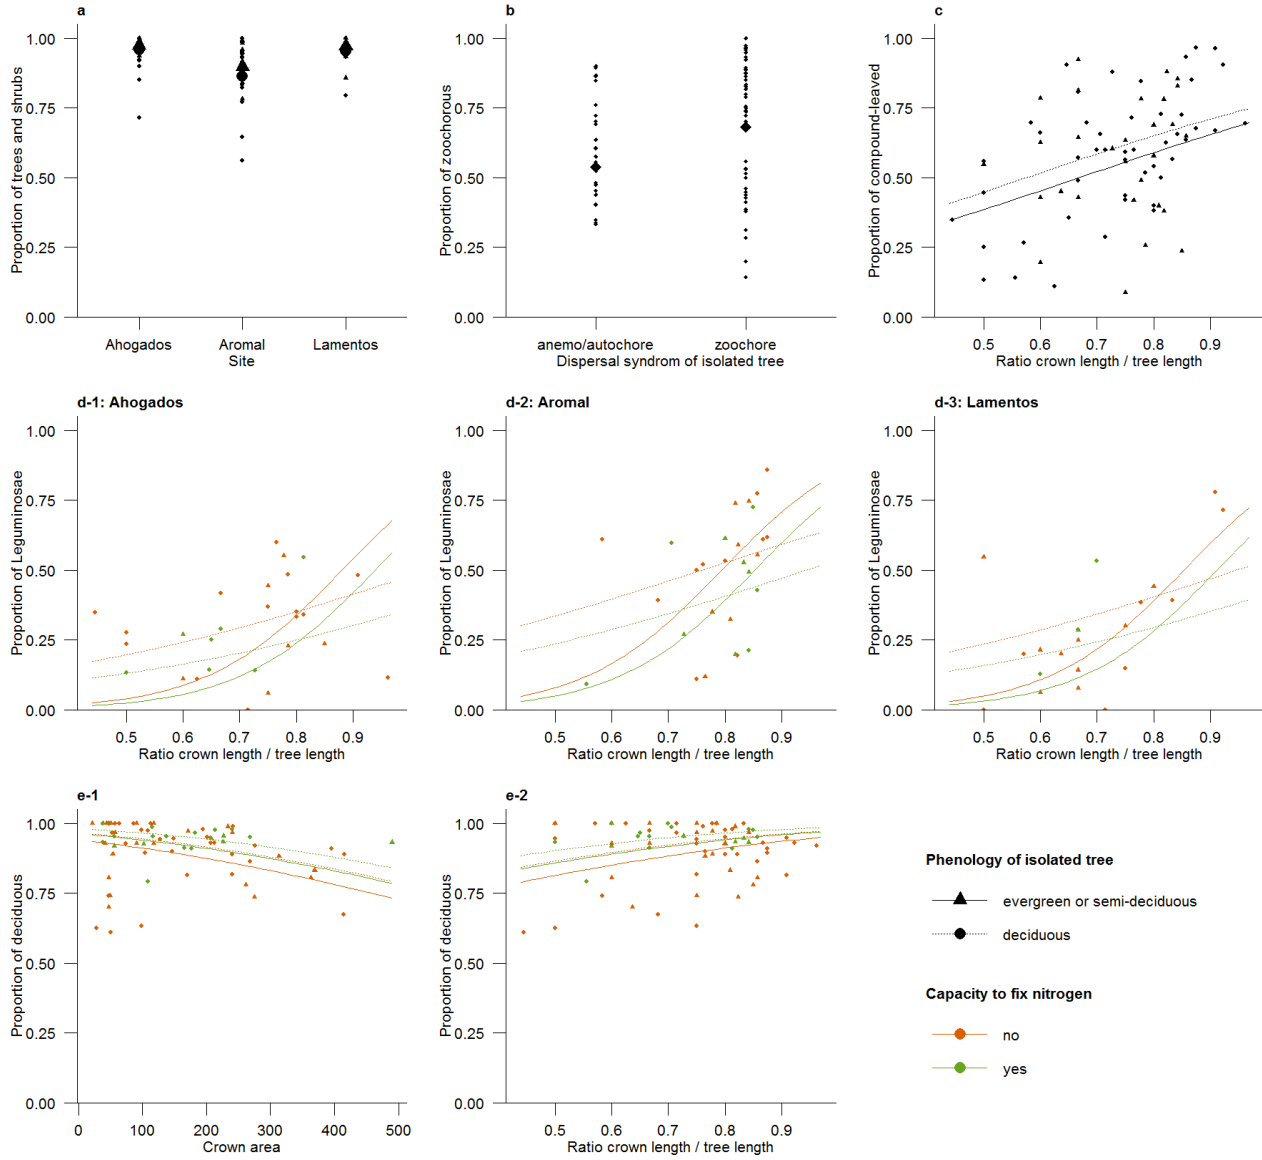 a
Proportion of trees and shrubs
1.00
0.75
0.50
0.25
0.00
Ahogados
Aromal
Lamentos
Site
b
Proportion of zoochorous
1.00
0.75
0.50
0.25
0.00
anemo/autochore
zoochore
Dispersal syndrom of isolated tree
c
Proportion of compound-leaved
1.00
0.75
0.50
0.25
0.00
0.5 0.6 0.7 0.8 0.9
Ratio crown length / tree length
d-1: Ahogados
Proportion of Leguminosae
1.00
0.75
0.50
0.25
0.00
0.5 0.6 0.7 0.8 0.9
Ratio crown length / tree length
d-2: Aromal
Proportion of Leguminosae
1.00
0.75
0.50
0.25
0.00
0.5 0.6 0.7 0.8 0.9
Ratio crown length / tree length
d-3: Lamentos
Proportion of Leguminosae
1.00
0.75
0.50
0.25
0.00
0.5 0.6 0.7 0.8 0.9
Ratio crown length / tree length
e-1
Proportion of deciduous
1.00
0.75
0.50
0.25
0.00
0 100 200 300 400 500
Crown area
e-2
Proportion of deciduous
1.00
0.75
0.50
0.25
0.00
0.5 0.6 0.7 0.8 0.9
Ratio crown length / tree length
Phenology of isolated tree
evergreen or semi-deciduous
deciduous
Capacity to fix nitrogen
no
yes